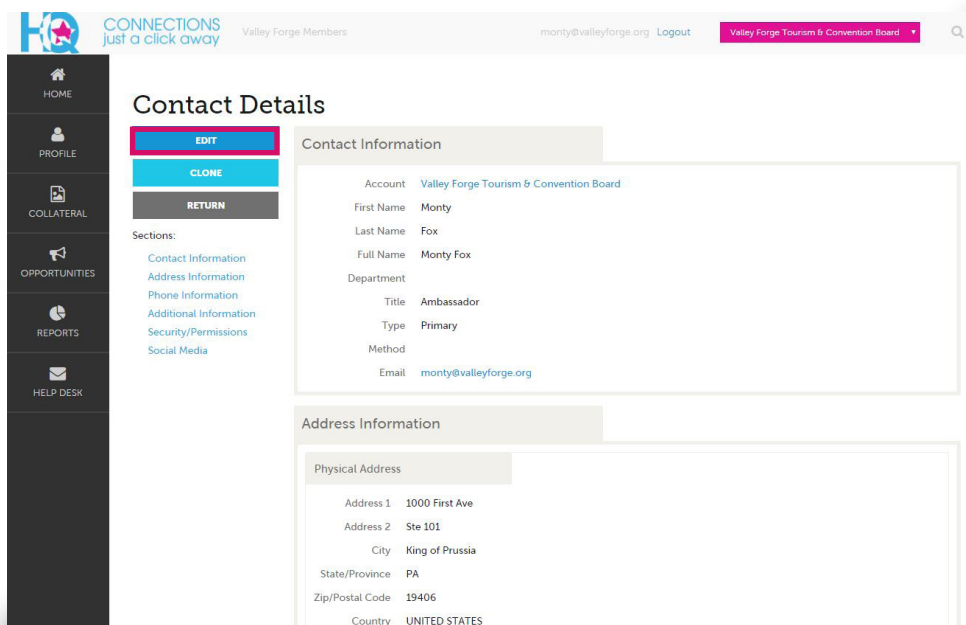 HQ
CONNECTIONS
just a click away
Valley Forge Members
monty@valleyforge.org Logout
Valley Forge Tourism & Convention Board
HOME
PROFILE
COLLATERAL
OPPORTUNITIES
REPORTS
HELP DESK
Contact Details
EDIT
CLONE
RETURN
Sections:
Contact Information
Address Information
Phone Information
Additional Information
Security/Permissions
Social Media
Contact Information
Account Valley Forge Tourism & Convention Board
First Name Monty
Last Name Fox
Full Name Monty Fox
Department
Title Ambassador
Type Primary
Method
Email monty@valleyforge.org
Address Information
Physical Address
Address 1 1000 First Ave
Address 2 Ste 101
City King of Prussia
State/Province PA
Zip/Postal Code 19406
Country UNITED STATES